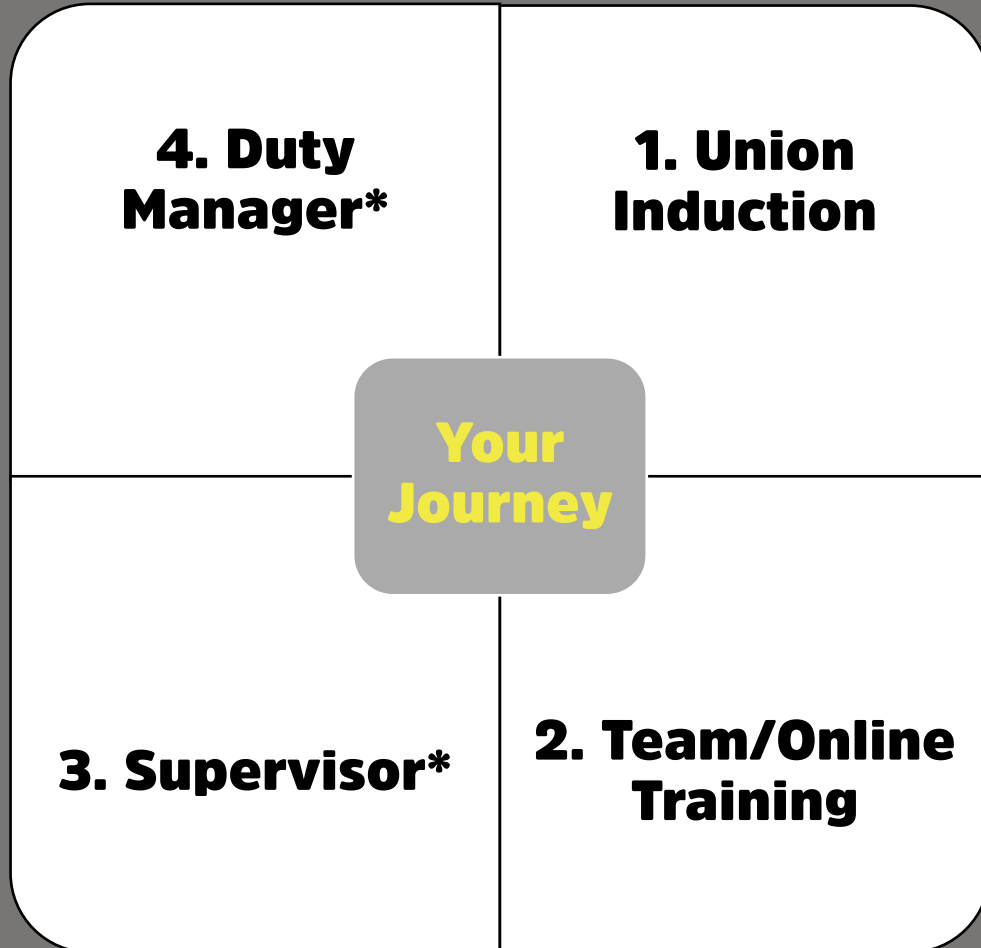 4. Duty
Manager*
1. Union
Induction
Your
Journey
3. Supervisor*
2. Team/Online
Training